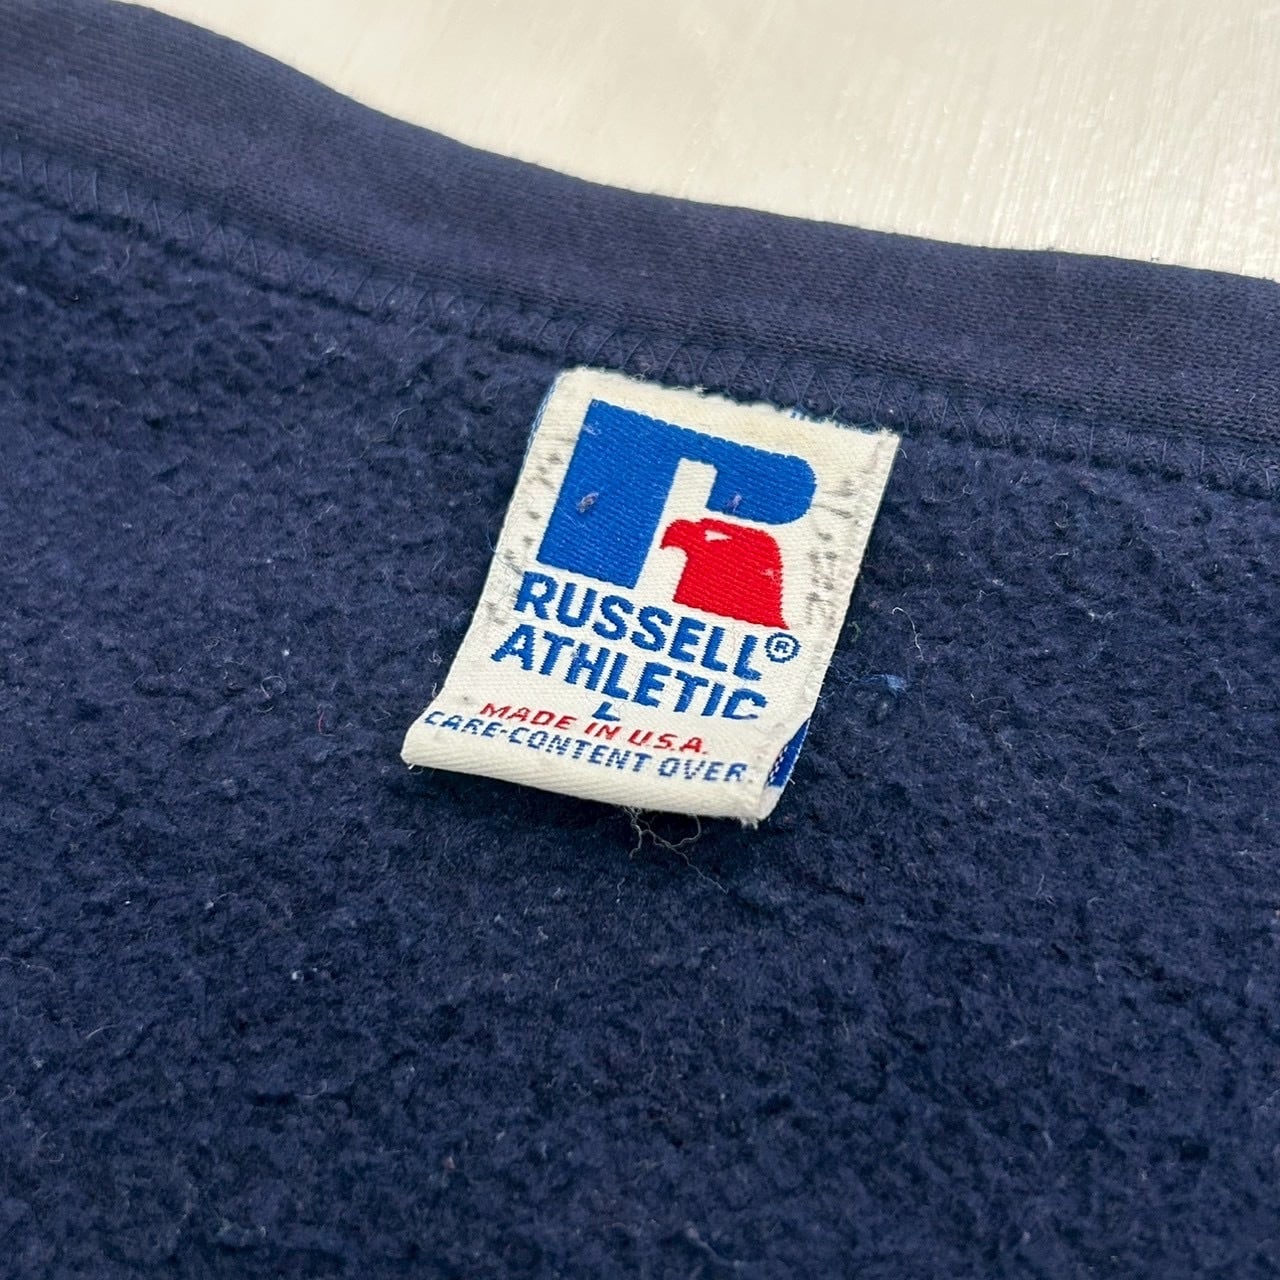 R
RUSSELL®
ATHLETIC
L
MADE IN U.S.A.
CARE-CONTENT OVER